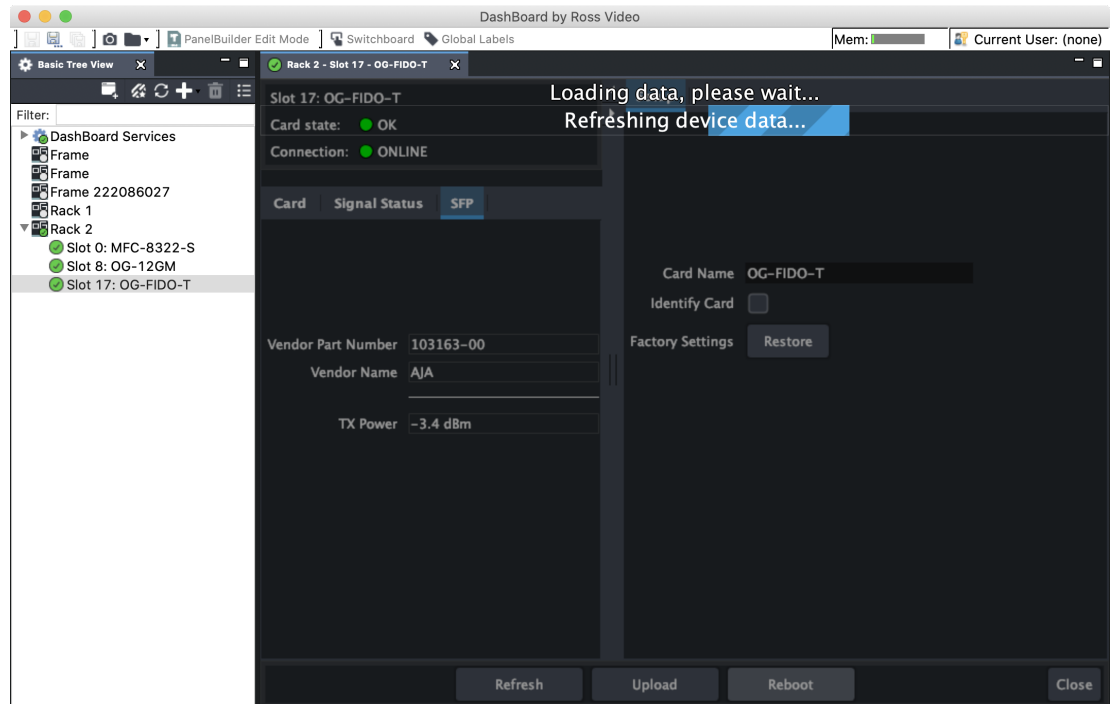 DashBoard by Ross Video
PanelBuilder Edit Mode Switchboard Global Labels Mem: Current User: (none)
Basic Tree View
Filter:
DashBoard Services
Frame
Frame
Frame 222086027
Rack 1
Rack 2
Slot 0: MFC-8322-S
Slot 8: OG-12GM
Slot 17: OG-FIDO-T
Rack 2 - Slot 17 - OG-FIDO-T
Loading data, please wait...
Refreshing device data...
Slot 17: OG-FIDO-T
Card state: OK
Connection: ONLINE
Card Signal Status SFP
Vendor Part Number 103163-00
Vendor Name AJA
TX Power -3.4 dBm
Card Name OG-FIDO-T
Identify Card
Factory Settings Restore
Refresh Upload Reboot Close